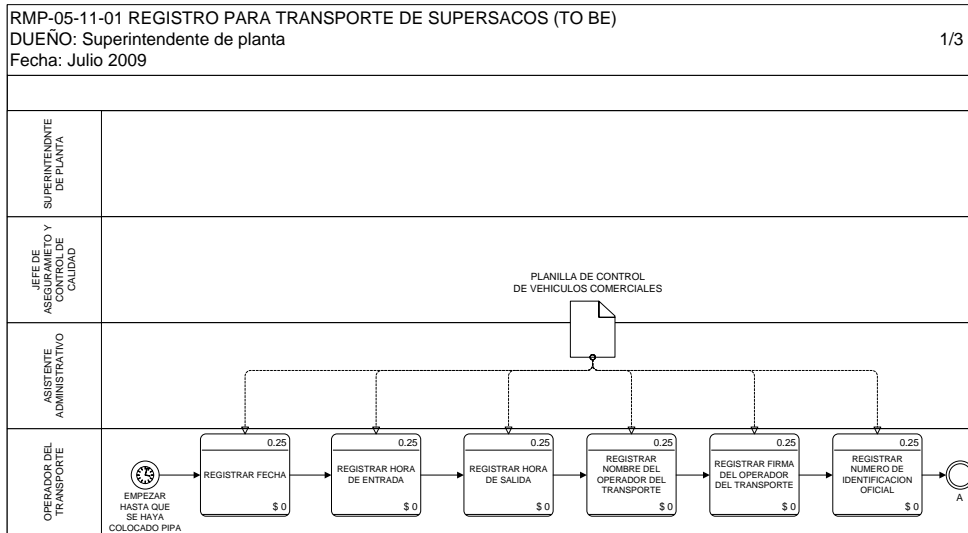 RMP-05-11-01 REGISTRO PARA TRANSPORTE DE SUPERSACOS (TO BE)
DUEÑO: Superintendente de planta
1/3
Fecha: Julio 2009
SUPERINTENDNTE
DE PLANTA
JEFE DE
ASEGURAMIETO Y
CONTROL DE
CALIDAD
PLANILLA DE CONTROL
DE VEHICULOS COMERCIALES
ASISTENTE
ADMINISTRATIVO
OPERADOR DEL
TRANSPORTE
EMPEZAR
HASTA QUE
SE HAYA
COLOCADO PIPA
0.25
REGISTRAR FECHA
$ 0
0.25
REGISTRAR HORA
DE ENTRADA
$ 0
0.25
REGISTRAR HORA
DE SALIDA
$ 0
0.25
REGISTRAR
NOMBRE DEL
OPERADOR DEL
TRANSPORTE
$ 0
0.25
REGISTRAR FIRMA
DEL OPERADOR
DEL TRANSPORTE
$ 0
0.25
REGISTRAR
NUMERO DE
IDENTIFICACION
OFICIAL
$ 0
A